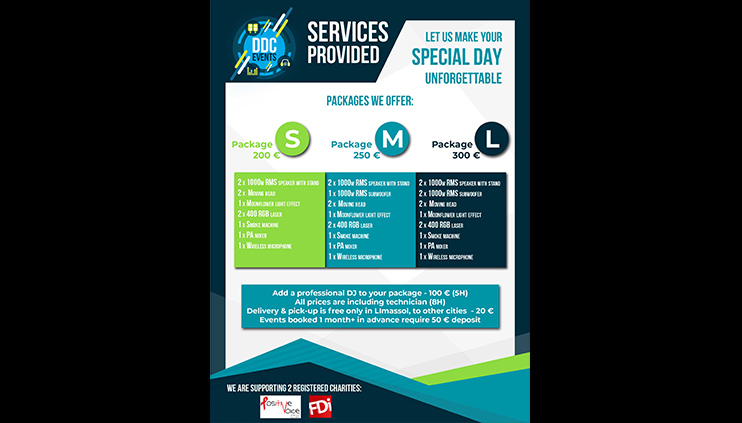 DDC
EVENTS
SERVICES
PROVIDED
LET US MAKE YOUR
SPECIAL DAY
UNFORGETTABLE
PACKAGES WE OFFER:
Package S
200 €
Package M
250 €
Package L
300 €
2 x 1000W RMS SPEAKER WITH STAND
2 x MOVING HEAD
1 x MOONFLOWER LIGHT EFFECT
2 x 400 RGB LASER
1 x SMOKE MACHINE
1 x PA MIXER
1 x WIRELESS MICROPHONE
2 x 1000W RMS SPEAKER WITH STAND
1 x 1000W RMS SUBWOOFER
2 x MOVING HEAD
1 x MOONFLOWER LIGHT EFFECT
2 x 400 RGB LASER
1 x SMOKE MACHINE
1 x PA MIXER
1 x WIRELESS MICROPHONE
2 x 1000W RMS SPEAKER WITH STAND
2 x 1000W RMS SUBWOOFER
2 x MOVING HEAD
1 x MOONFLOWER LIGHT EFFECT
2 x 400 RGB LASER
1 x SMOKE MACHINE
1 x PA MIXER
1 x WIRELESS MICROPHONE
Add a professional DJ to your package - 100 € (5H)
All prices are including technician (8H)
Delivery & pick-up is free only in LImassol, to other cities - 20 €
Events booked 1 month+ in advance require 50 € deposit
WE ARE SUPPORTING 2 REGISTERED CHARITIES:
Positive
Voice
FDi